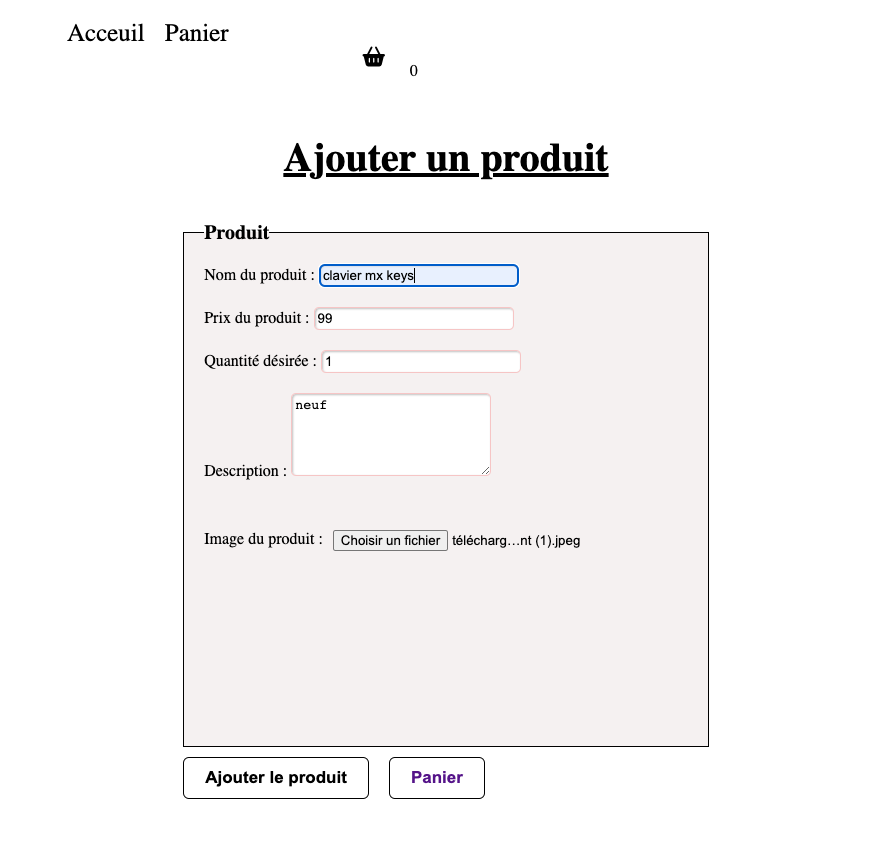 Acceuil Panier
0
Ajouter un produit
Produit
Nom du produit : clavier mx keys
Prix du produit : 99
Quantité désirée : 1
neuf
Description :
Image du produit : Choisir un fichier télécharg…nt (1).jpeg
Ajouter le produit Panier